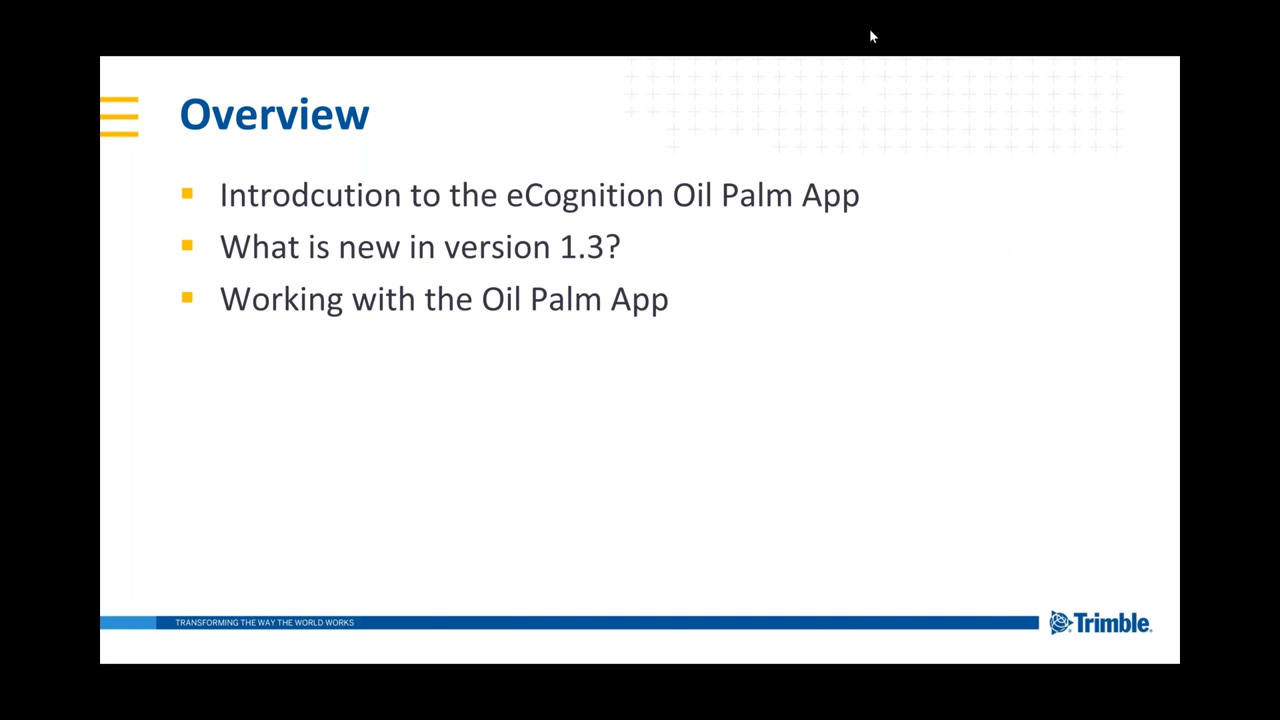 Overview
Introdcution to the eCognition Oil Palm App
What is new in version 1.3?
Working with the Oil Palm App
TRANSFORMING THE WAY THE WORLD WORKS
Trimble